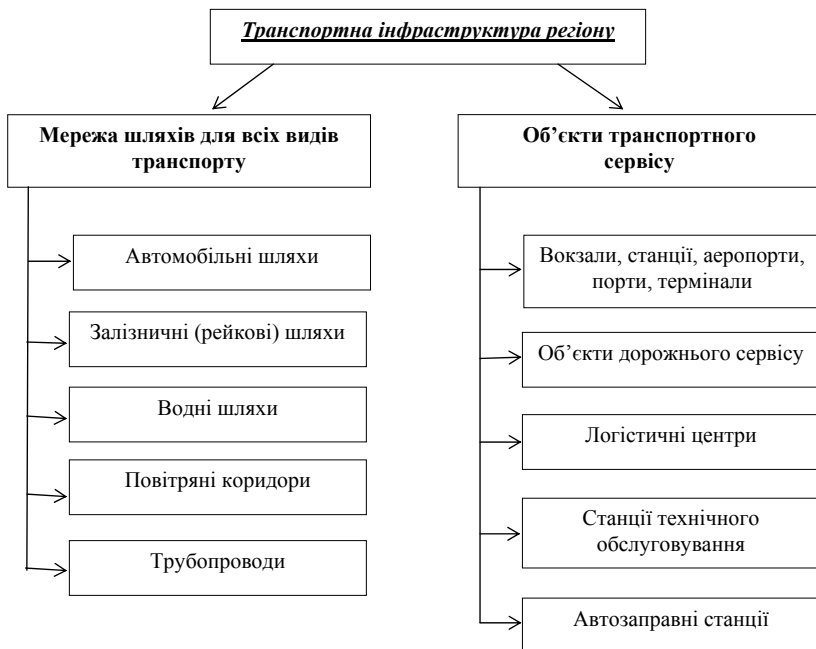 Транспортна інфраструктура регіону
Мережа шляхів для всіх видів
транспорту
Автомобільні шляхи
Залізничні (рейкові) шляхи
Водні шляхи
Повітряні коридори
Трубопроводи
Об’єкти транспортного
сервісу
Вокзали, станції, аеропорти,
порти, термінали
Об’єкти дорожнього сервісу
Логістичні центри
Станції технічного
обслуговування
Автозаправні станції